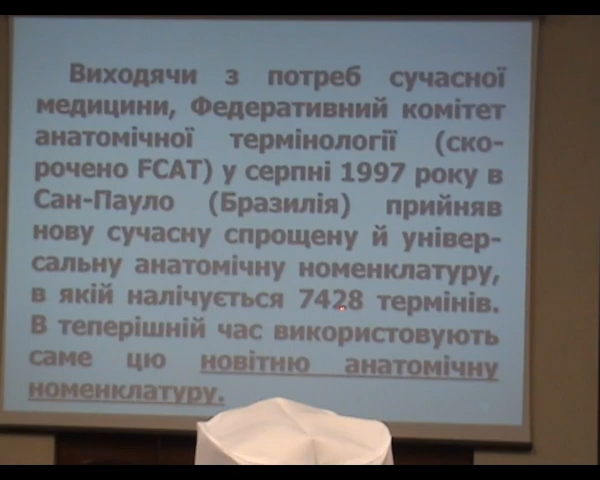 Виходячи з потреб сучасної
медицини, Федеративний комітет
анатомічної термінології (ско-
рочено FCAT) у серпні 1997 року в
Сан-Пауло (Бразилія) прийняв
нову сучасну спрощену й універ-
сальну анатомічну номенклатуру,
в якій налічується 7428 термінів.
В теперішній час використовують
саме цю новітню анатомічну
номенклатуру.